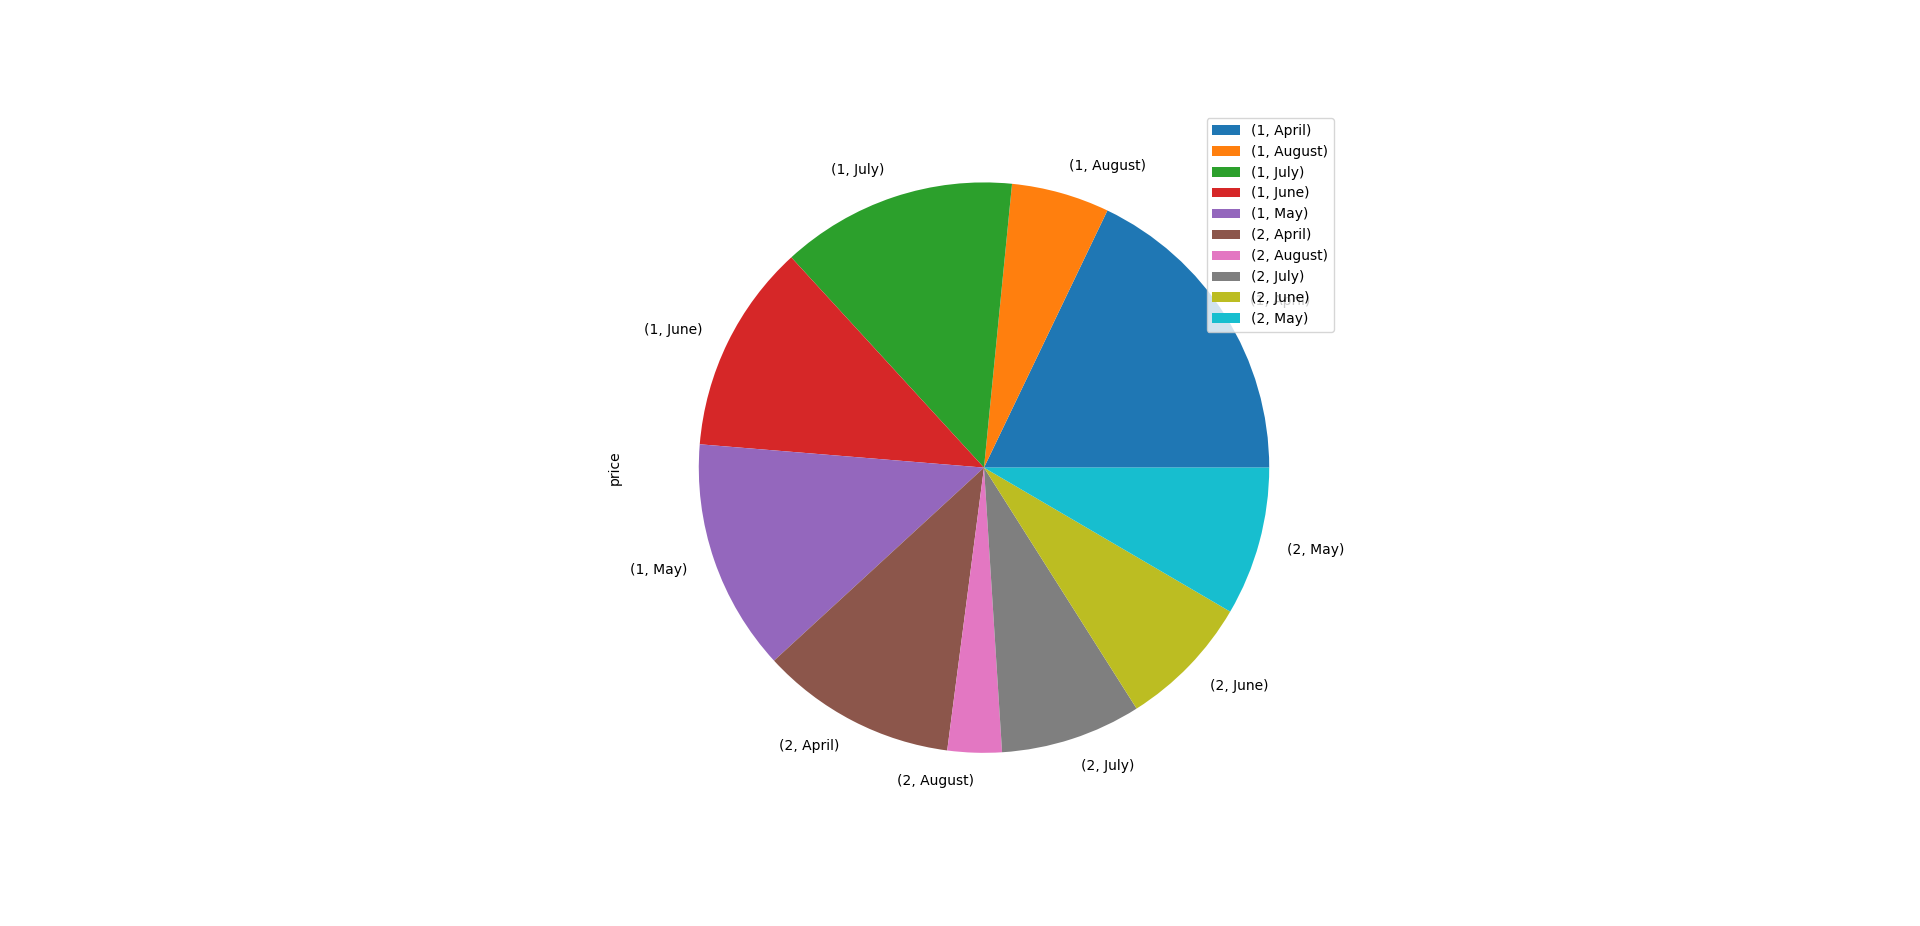 (1, July)
(1, August)
(1, June)
price
(1, May)
(2, April)
(2, August)
(2, July)
(2, June)
(2, May)
(1, April)
(1, August)
(1, July)
(1, June)
(1, May)
(2, April)
(2, August)
(2, July)
(2, June)
(2, May)